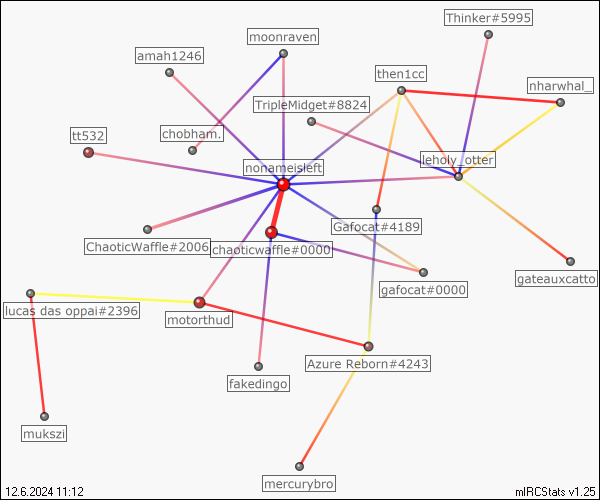 Thinker#5995
moonraven
amah1246
then1cc
nharwhal_
TripleMidget#8824
tt532
chobham.
leholy_otter
nonameisleft
Gafocat#4189
ChaoticWaffle#2006
chaoticwaffle#0000
gateauxcatto
gafocat#0000
lucas das oppai#2396
motorthud
Azure Reborn#4243
fakedingo
mukszi
mercurybro
12.6.2024 11:12
mIRCStats v1.25